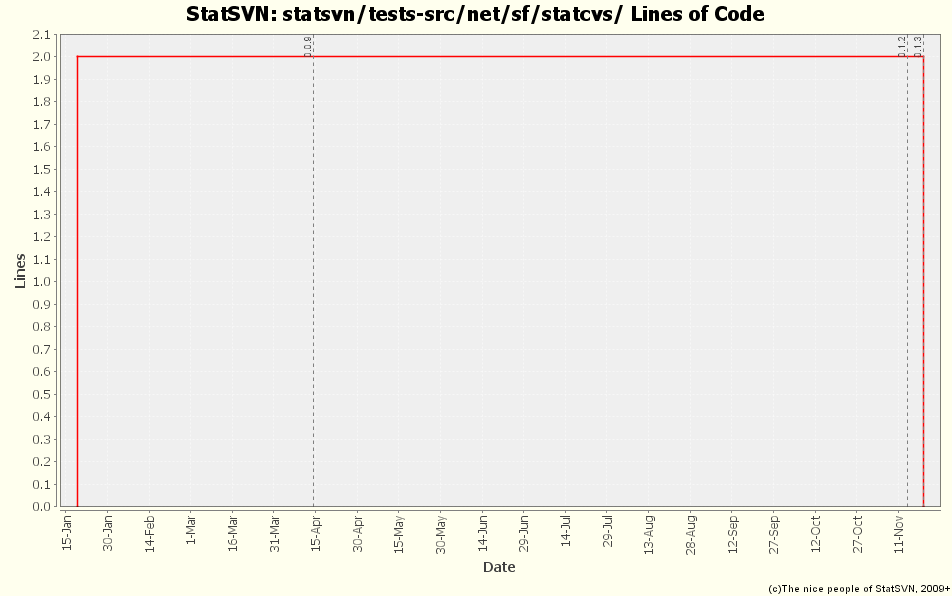 StatSVN: statsvn/tests-src/net/sf/statcvs/ Lines of Code
0.0.9
0.1.2
0.1.3
2.1
2.0
1.9
1.8
1.7
1.6
1.5
1.4
1.3
1.2
1.1
1.0
0.9
0.8
0.7
0.6
0.5
0.4
0.3
0.2
0.1
0.0
Lines
15-Jan
30-Jan
14-Feb
1-Mar
16-Mar
31-Mar
15-Apr
30-Apr
15-May
30-May
14-Jun
29-Jun
14-Jul
29-Jul
13-Aug
28-Aug
12-Sep
27-Sep
12-Oct
27-Oct
11-Nov
Date
(c)The nice people of StatSVN, 2009+